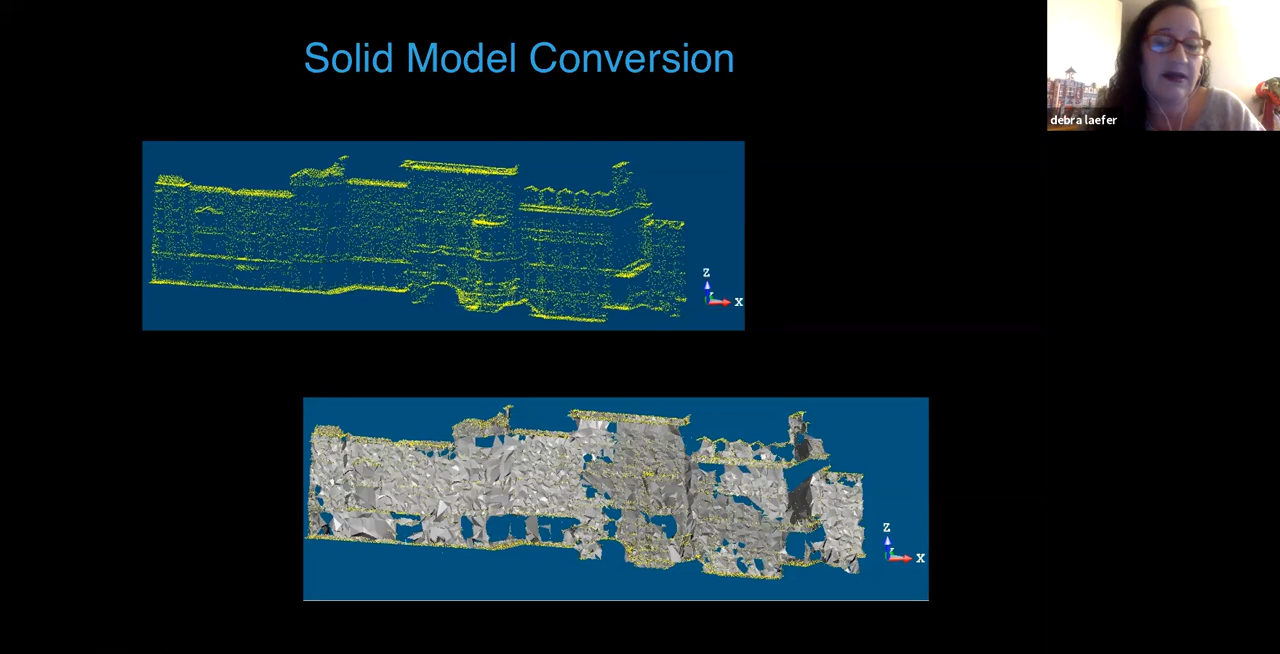 Solid Model Conversion
debra laefer
Z
X
Z
X